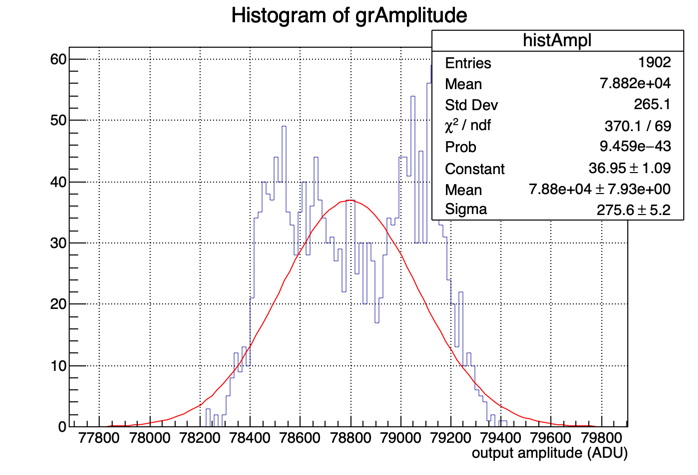 Histogram of grAmplitude
histAmpl
Entries 1902
Mean 7.882e+04
Std Dev 265.1
χ² / ndf 370.1 / 69
Prob 9.459e−43
Constant 36.95 ± 1.09
Mean 7.88e+04 ± 7.93e+00
Sigma 275.6 ± 5.2
60
50
40
30
20
10
0
77800 78000 78200 78400 78600 78800 79000 79200 79400 79600 79800
output amplitude (ADU)